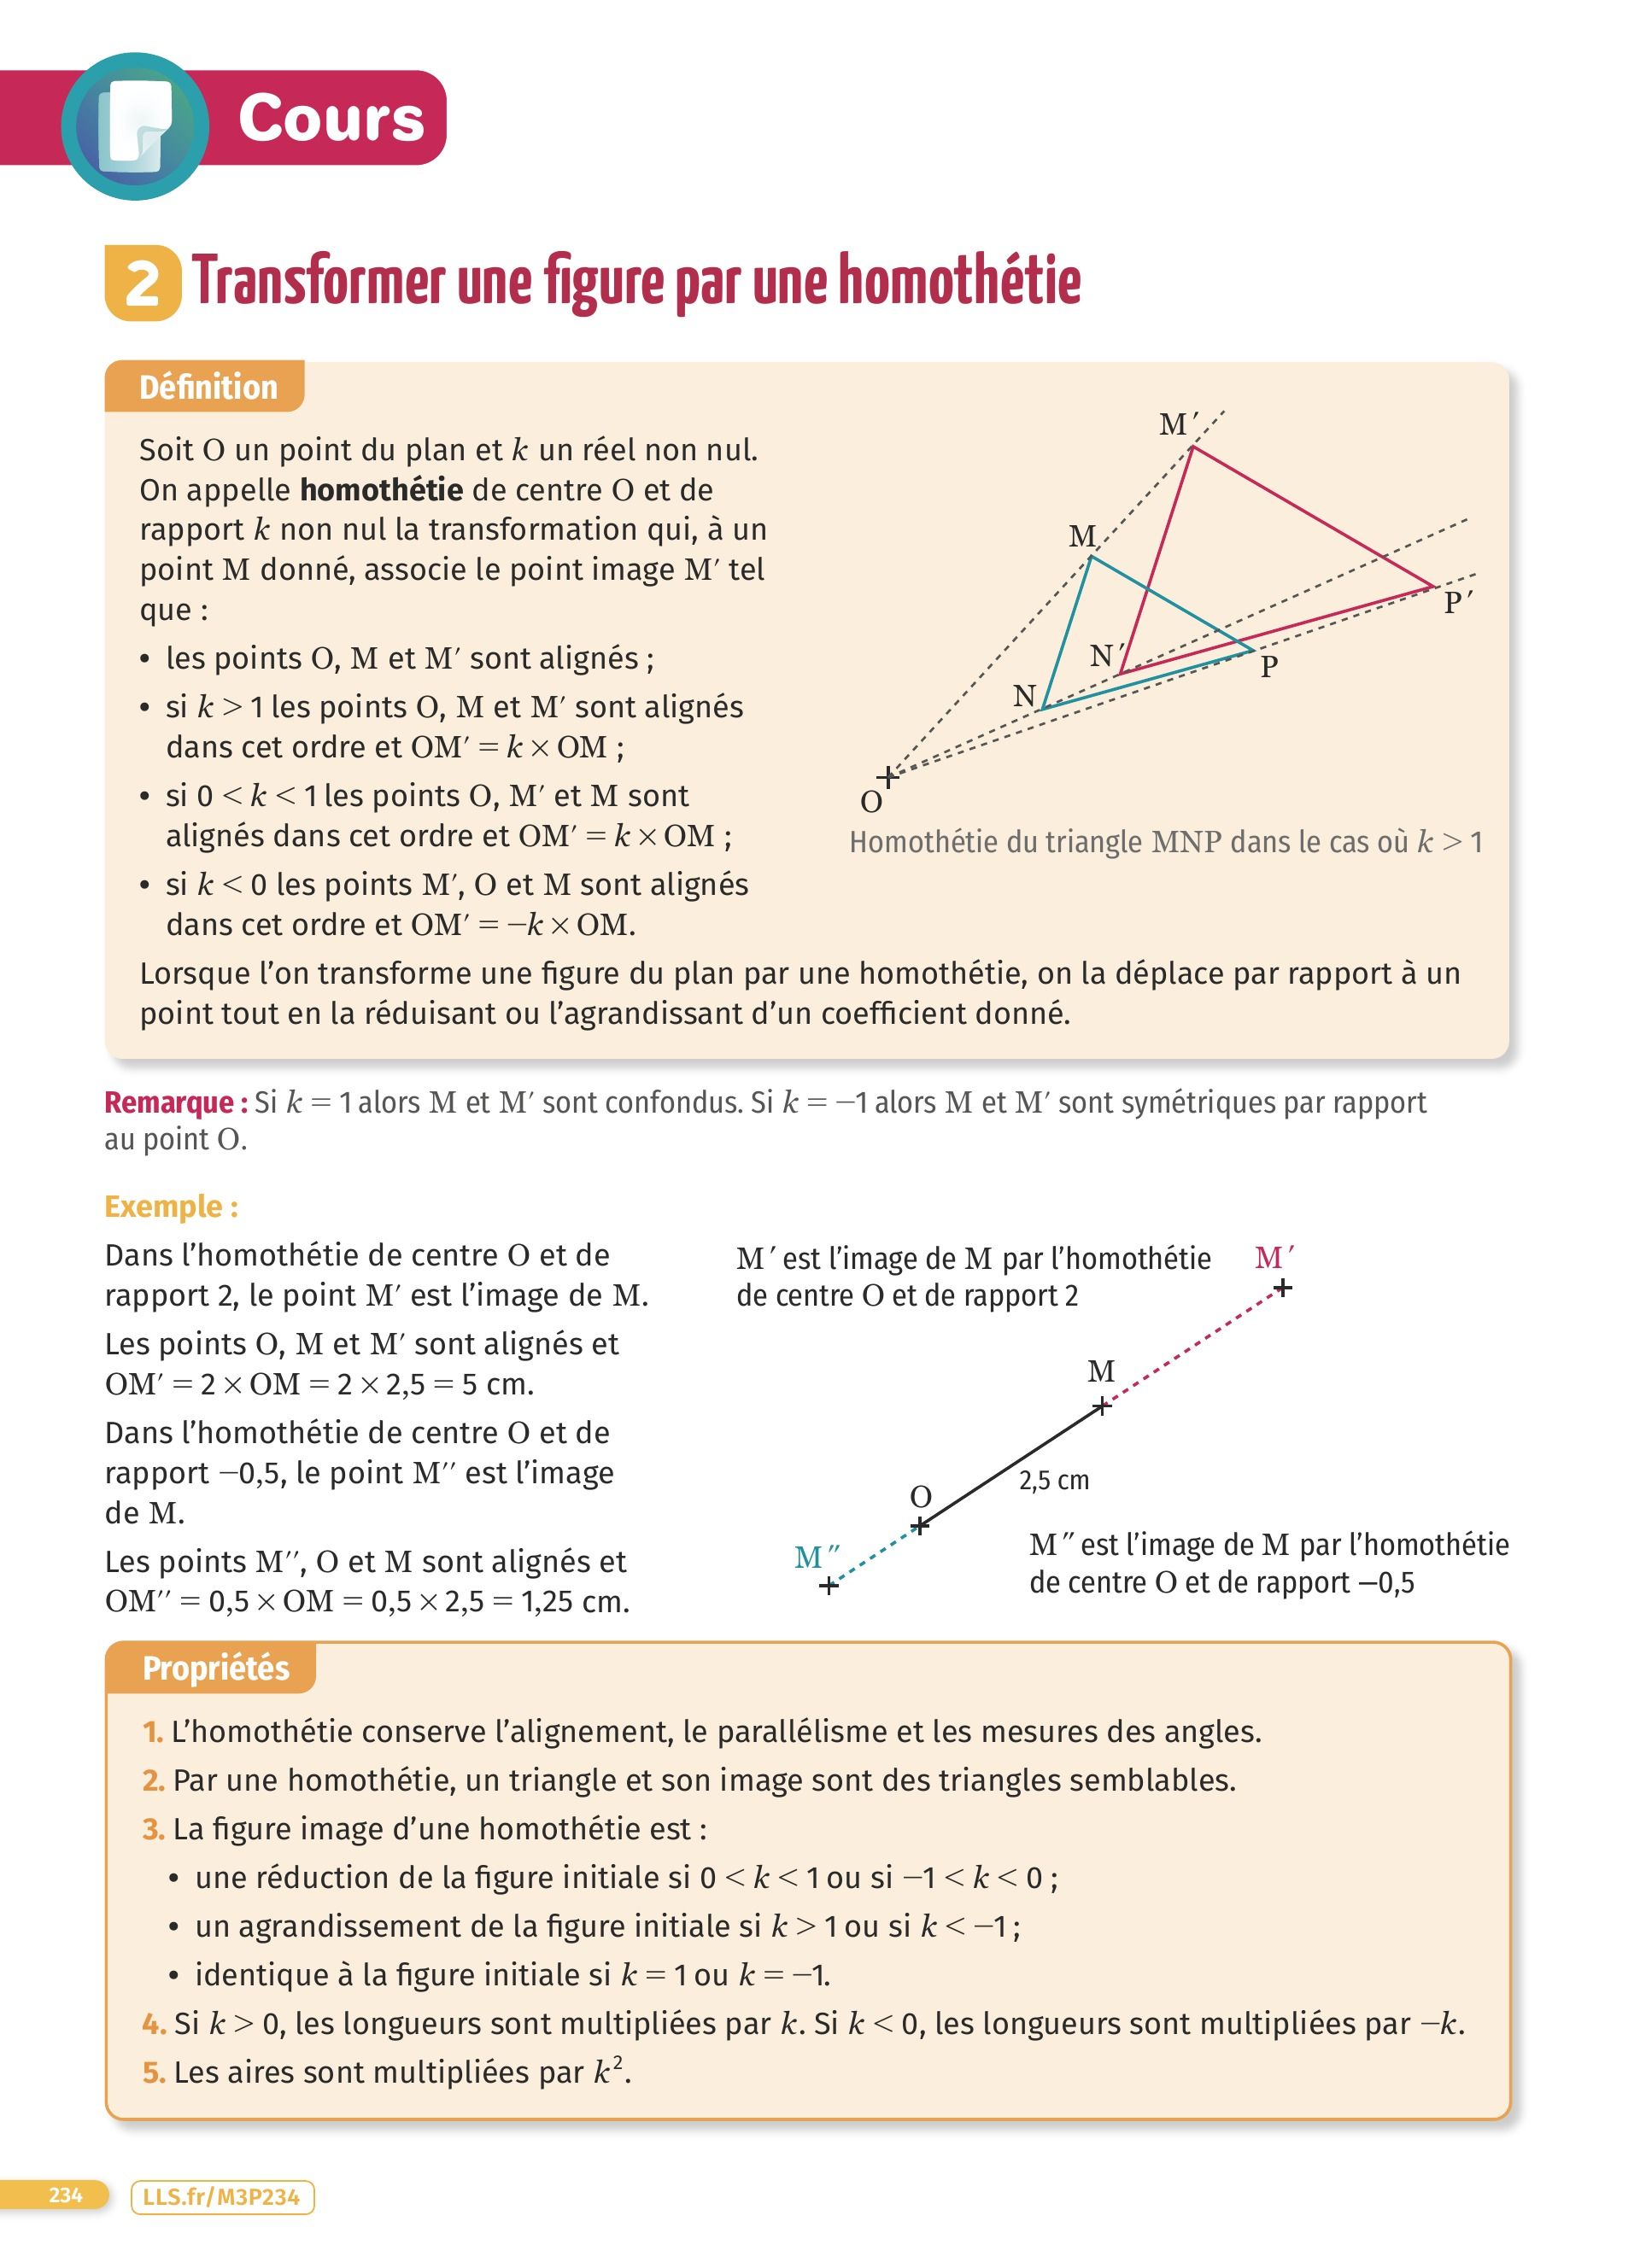 Cours
2 Transformer une figure par une homothétie
Définition
Soit O un point du plan et k un réel non nul.
On appelle homothétie de centre O et de
rapport k non nul la transformation qui, à un
point M donné, associe le point image M′ tel
que :
• les points O, M et M′ sont alignés ;
• si k > 1 les points O, M et M′ sont alignés
dans cet ordre et OM′ = k × OM ;
• si 0 < k < 1 les points O, M′ et M sont
alignés dans cet ordre et OM′ = k × OM ;
• si k < 0 les points M′, O et M sont alignés
dans cet ordre et OM′ = −k × OM.
M′
M
P′
N′
P
N
O
Homothétie du triangle MNP dans le cas où k > 1
Lorsque l’on transforme une figure du plan par une homothétie, on la déplace par rapport à un
point tout en la réduisant ou l’agrandissant d’un coefficient donné.
Remarque : Si k = 1 alors M et M′ sont confondus. Si k = −1 alors M et M′ sont symétriques par rapport
au point O.
Exemple :
Dans l’homothétie de centre O et de
rapport 2, le point M′ est l’image de M.
Les points O, M et M′ sont alignés et
OM′ = 2 × OM = 2 × 2,5 = 5 cm.
Dans l’homothétie de centre O et de
rapport −0,5, le point M′′ est l’image
de M.
Les points M′′, O et M sont alignés et
OM′′ = 0,5 × OM = 0,5 × 2,5 = 1,25 cm.
M′ est l’image de M par l’homothétie
de centre O et de rapport 2
M′
M
2,5 cm
O
M″
M″ est l’image de M par l’homothétie
de centre O et de rapport −0,5
Propriétés
1. L’homothétie conserve l’alignement, le parallélisme et les mesures des angles.
2. Par une homothétie, un triangle et son image sont des triangles semblables.
3. La figure image d’une homothétie est :
• une réduction de la figure initiale si 0 < k < 1 ou si −1 < k < 0 ;
• un agrandissement de la figure initiale si k > 1 ou si k < −1 ;
• identique à la figure initiale si k = 1 ou k = −1.
4. Si k > 0, les longueurs sont multipliées par k. Si k < 0, les longueurs sont multipliées par −k.
5. Les aires sont multipliées par k².
234
LLS.fr/M3P234